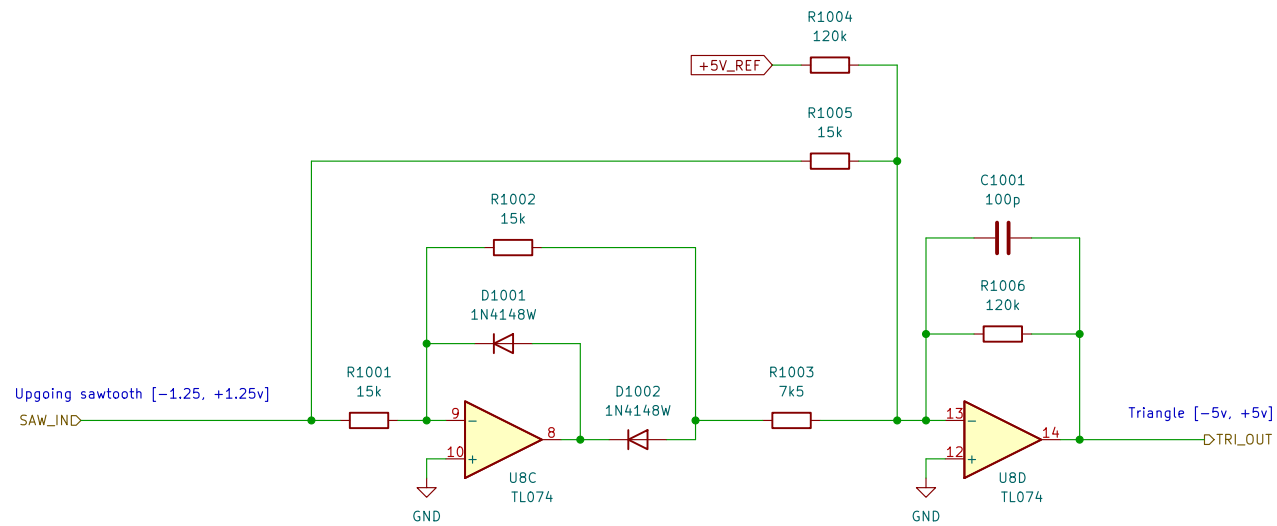 R1004
120k
+5V_REF
R1005
15k
C1001
100p
R1002
15k
R1006
120k
D1001
1N4148W
R1001
15k
D1002
1N4148W
R1003
7k5
Upgoing sawtooth [-1.25, +1.25v]
SAW_IN
Triangle [-5v, +5v]
TRI_OUT
9
10
8
U8C
TL074
GND
13
12
14
U8D
TL074
GND